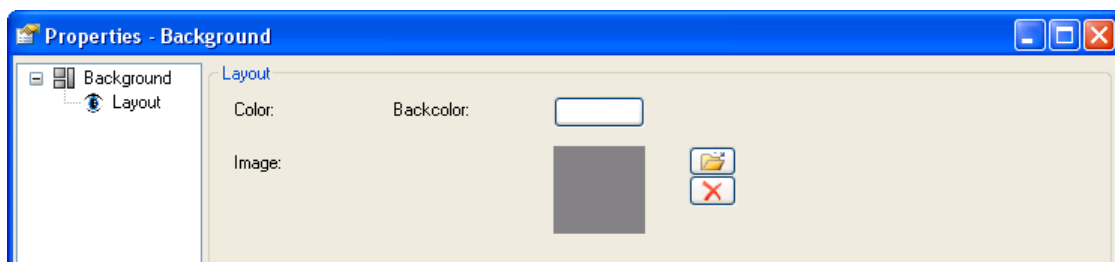 Properties - Background
Background
Layout
Layout
Color:
Backcolor:
Image: